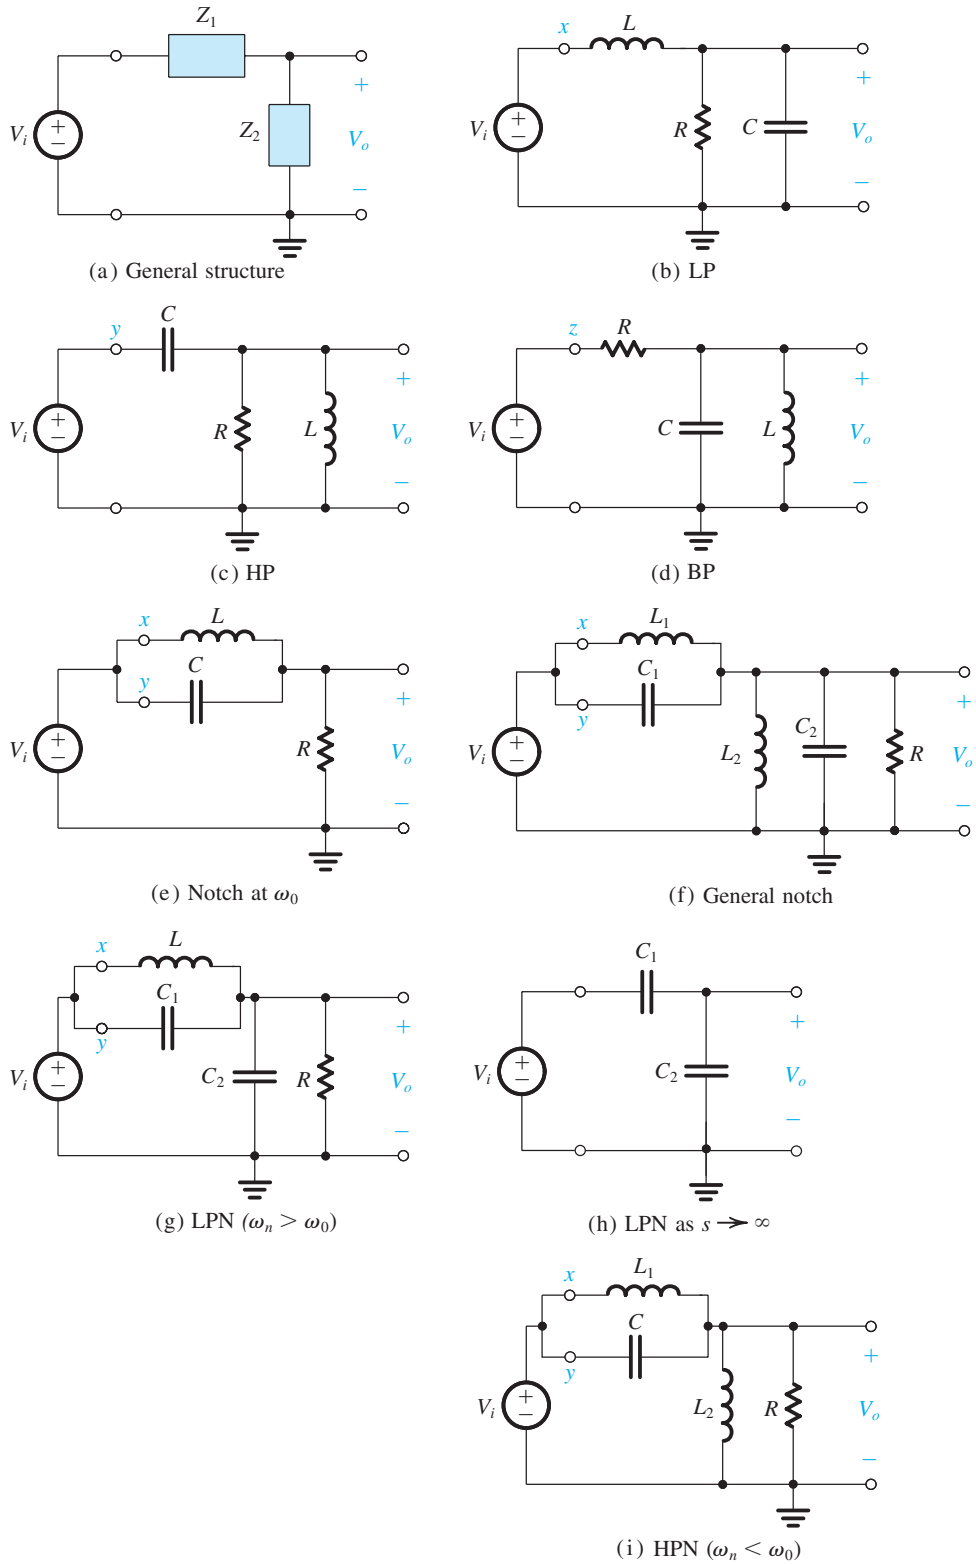 Z₁
Z₂
Vᵢ
+
−
+
Vₒ
−
(a) General structure
x
L
R
C
Vᵢ
+
−
+
Vₒ
−
(b) LP
y
C
R
L
Vᵢ
+
−
+
Vₒ
−
(c) HP
z
R
C
L
Vᵢ
+
−
+
Vₒ
−
(d) BP
x
L
y
C
R
Vᵢ
+
−
+
Vₒ
−
(e) Notch at ω₀
x
L₁
C₁
y
L₂
C₂
R
Vᵢ
+
−
+
Vₒ
−
(f) General notch
x
L
C₁
y
C₂
R
Vᵢ
+
−
+
Vₒ
−
(g) LPN (ωₙ > ω₀)
C₁
C₂
Vᵢ
+
−
+
Vₒ
−
(h) LPN as s → ∞
x
L₁
C
y
L₂
R
Vᵢ
+
−
+
Vₒ
−
(i) HPN (ωₙ < ω₀)